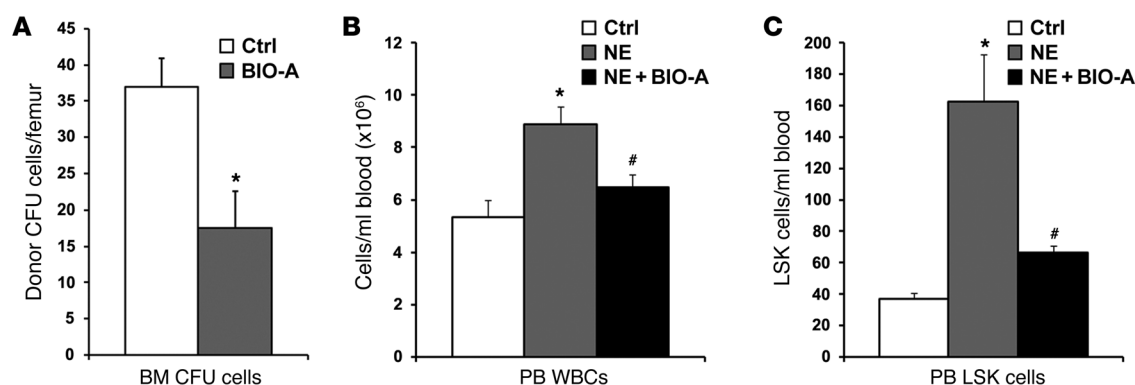 A
Ctrl
BIO-A
45
40
35
30
25
20
15
10
5
0
Donor CFU cells/femur
*
BM CFU cells
B
Ctrl
NE
NE + BIO-A
12
10
8
6
4
2
0
Cells/ml blood (x10⁶)
*
#
PB WBCs
C
Ctrl
NE
NE + BIO-A
200
180
160
140
120
100
80
60
40
20
0
LSK cells/ml blood
*
#
PB LSK cells